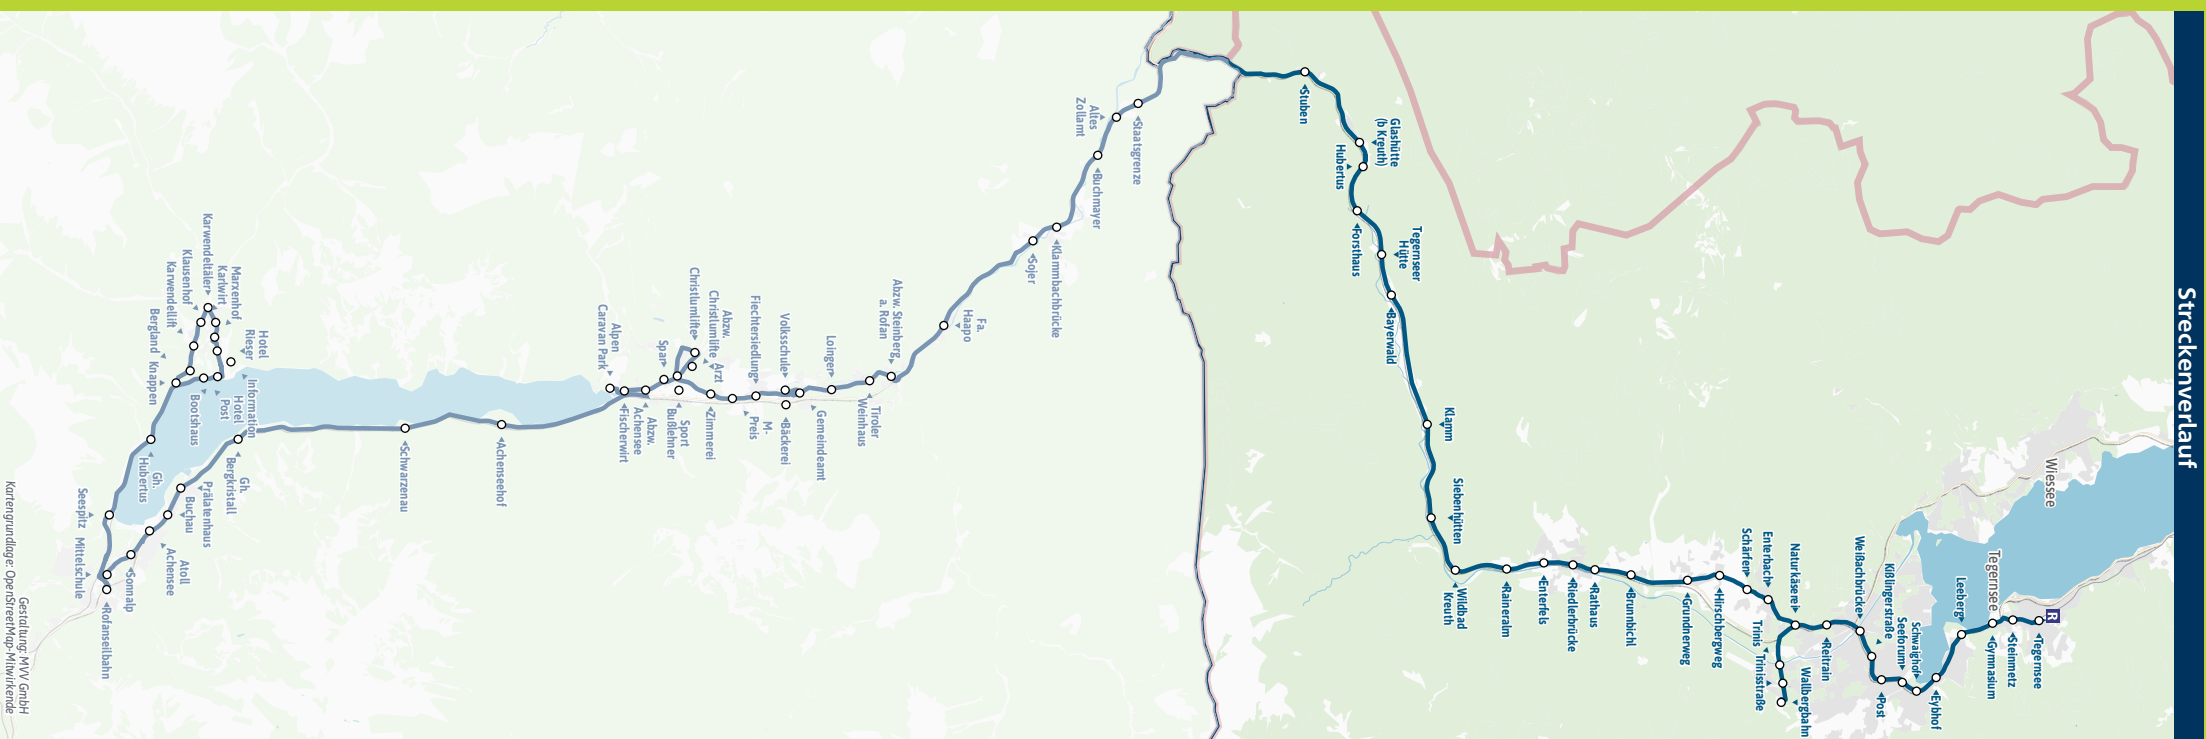 Streckenverlauf
Wiessee
Tegernsee
R
Tegernsee
Steinmetz
Gymnasium
Leeberg
Eybhof
Schwaighof
Seeforum
Post
Kißlingerstraße
Weißachbrücke
Reitrain
Naturkäserei
Wallbergbahn
Trinisstraße
Trinis
Enterbach
Schärfen
Hirschbergweg
Grundnerweg
Brunnbichl
Rathaus
Riedlerbrücke
Enterfels
Raineralm
Wildbad
Kreuth
Siebenhütten
Klamm
Bayerwald
Tegernseer
Hütte
Forsthaus
Hubertus
Glashütte
(b Kreuth)
Stuben
Staatsgrenze
Altes
Zollamt
Buchmayer
Klammbachbrücke
Sojer
Fa.
Haapo
Abzw. Steinberg
a. Rofan
Tiroler
Weinhaus
Loinger
Gemeindeamt
Volksschule
Bäckerei
Fiechtersiedlung
M-
Preis
Arzt
Zimmerei
Abzw.
Christlumlifte
Christlumlifte
Sport
Bußlehner
Spar
Abzw.
Achensee
Fischerwirt
Alpen
Caravan Park
Achenseehof
Schwarzenau
Hotel
Rieser
Information
Hotel
Post
Bootshaus
Marxenhof
Karlwirt
Karwendeltäler
Klausenhof
Karwendellift
Bergland
Knappen
Gh.
Bergkristall
Prälatenhaus
Buchau
Atoll
Achensee
Sonnalp
Gh.
Hubertus
Seespitz
Mittelschule
Rofanseilbahn
Gestaltung: MVV GmbH
Kartengrundlage: OpenStreetMap-Mitwirkende